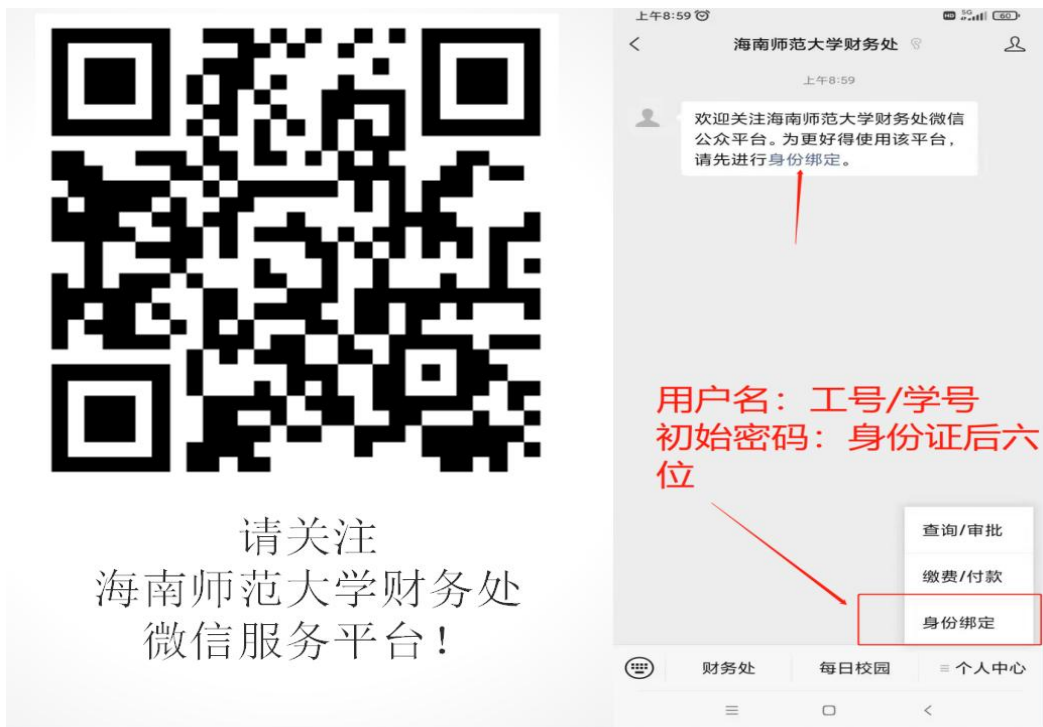 请关注
海南师范大学财务处
微信服务平台！
上午8:59
HD 5G 60
海南师范大学财务处
上午8:59
欢迎关注海南师范大学财务处微信
公众平台。为更好得使用该平台，
请先进行身份绑定。
用户名：工号/学号
初始密码：身份证后六
位
查询/审批
缴费/付款
身份绑定
财务处 每日校园 个人中心